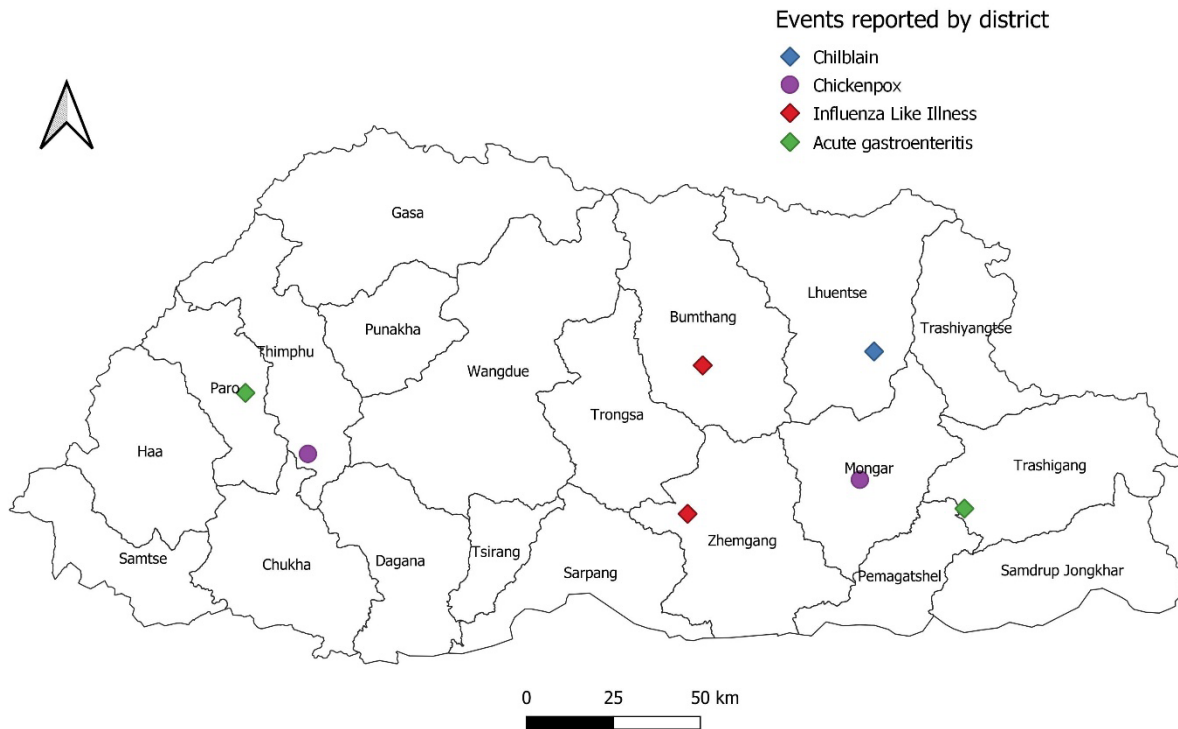 Events reported by district
Chilblain
Chickenpox
Influenza Like Illness
Acute gastroenteritis
Gasa
Lhuentse
Bumthang
Punakha
Trashiyangtse
Thimphu
Wangdue
Paro
Trongsa
Haa
Mongar
Trashigang
Zhemgang
Tsirang
Samtse
Chukha
Dagana
Sarpang
Pemagatshel
Samdrup Jongkhar
0 25 50 km